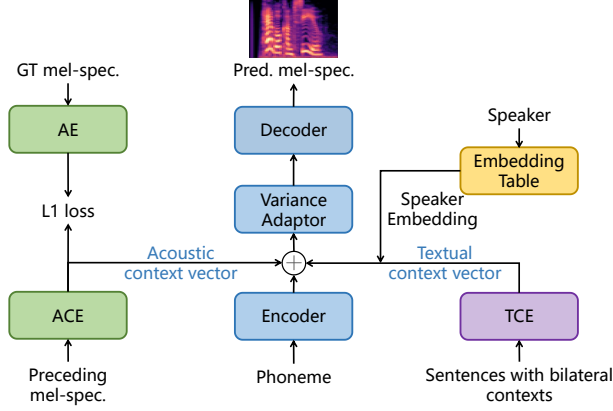 GT mel-spec.
Pred. mel-spec.
Speaker
AE
Decoder
Embedding
Table
L1 loss
Variance
Adaptor
Speaker
Embedding
Acoustic
context vector
Textual
context vector
ACE
Encoder
TCE
Preceding
mel-spec.
Phoneme
Sentences with bilateral
contexts